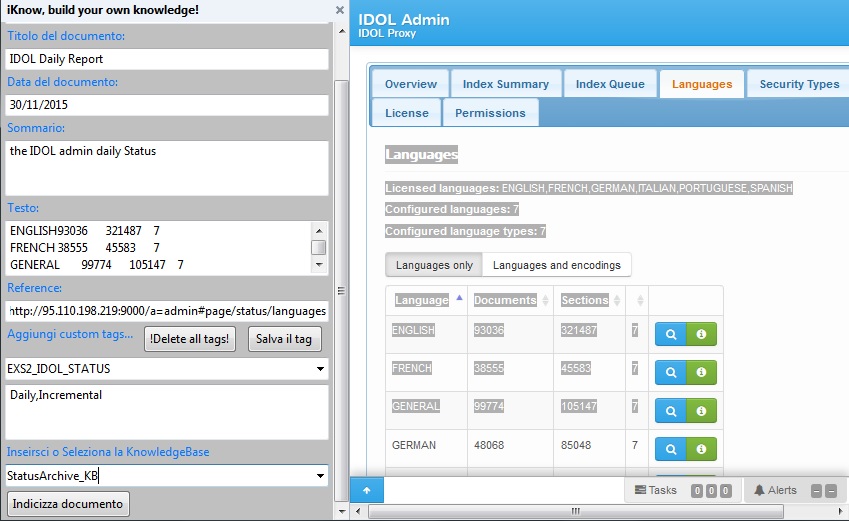 iKnow, build your own knowledge!
Titolo del documento:
IDOL Daily Report
Data del documento:
30/11/2015
Sommario:
the IDOL admin daily Status
Testo:
ENGLISH93036 321487 7
FRENCH 38555 45583 7
GENERAL 99774 105147 7
Reference:
http://95.110.198.219:9000/a=admin#page/status/languages
Aggiungi custom tags...
!Delete all tags!
Salva il tag
EXS2_IDOL_STATUS
Daily,Incremental
Inseirsci o Seleziona la KnowledgeBase
StatusArchive_KB
Indicizza documento
IDOL Admin
IDOL Proxy
Overview
Index Summary
Index Queue
Languages
Security Types
License
Permissions
Languages
Licensed languages: ENGLISH,FRENCH,GERMAN,ITALIAN,PORTUGUESE,SPANISH
Configured languages: 7
Configured language types: 7
Languages only
Languages and encodings
Language Documents Sections
ENGLISH 93036 321487 7
FRENCH 38555 45583 7
GENERAL 99774 105147 7
GERMAN 48068 85048 7
Tasks 0 0 0
Alerts – –